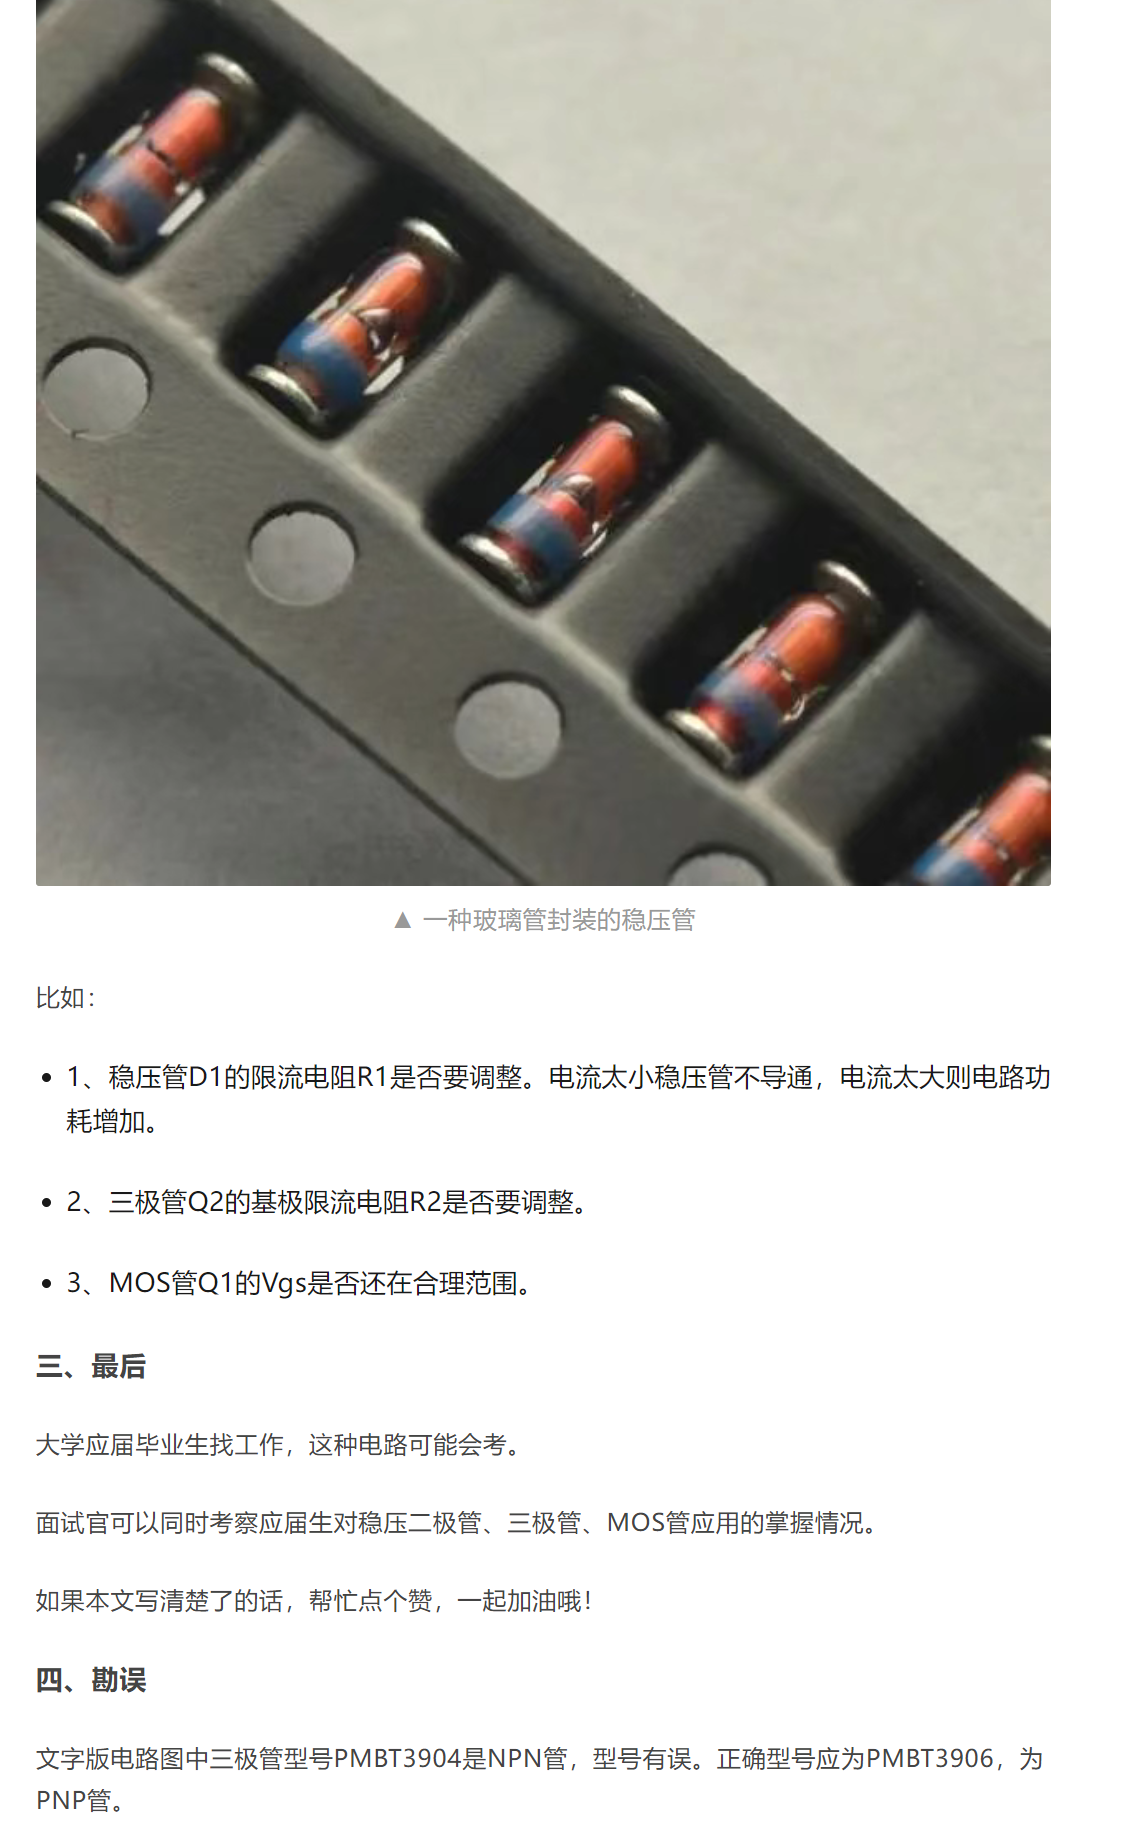 ▲ 一种玻璃管封装的稳压管
比如：
• 1、稳压管D1的限流电阻R1是否要调整。电流太小稳压管不导通，电流太大则电路功
耗增加。
• 2、三极管Q2的基极限流电阻R2是否要调整。
• 3、MOS管Q1的Vgs是否还在合理范围。
三、最后
大学应届毕业生找工作，这种电路可能会考。
面试官可以同时考察应届生对稳压二极管、三极管、MOS管应用的掌握情况。
如果本文写清楚了的话，帮忙点个赞，一起加油哦！
四、勘误
文字版电路图中三极管型号PMBT3904是NPN管，型号有误。正确型号应为PMBT3906，为
PNP管。